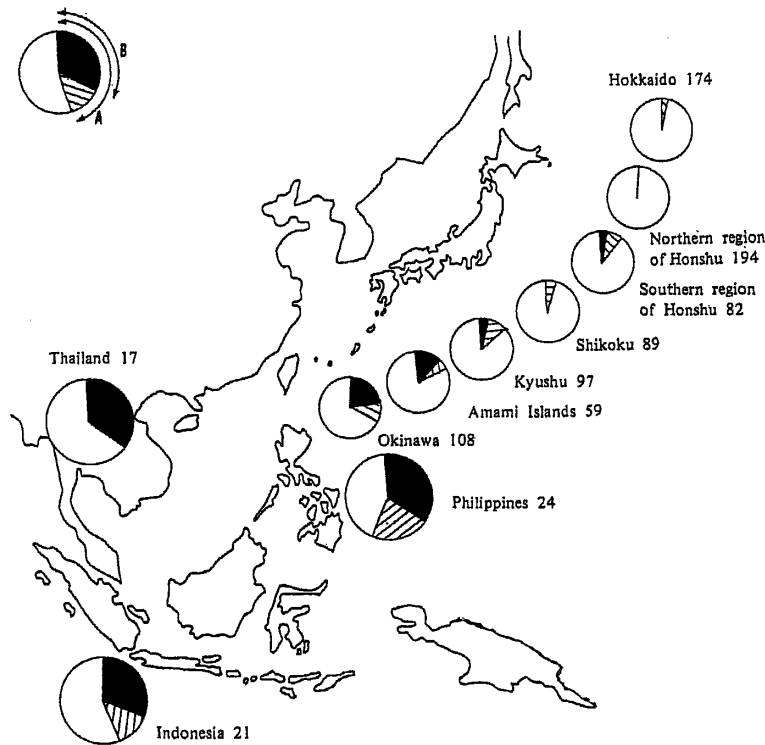 B
A
Hokkaido 174
Northern region
of Honshu 194
Southern region
of Honshu 82
Shikoku 89
Thailand 17
Kyushu 97
Amami Islands 59
Okinawa 108
Philippines 24
Indonesia 21